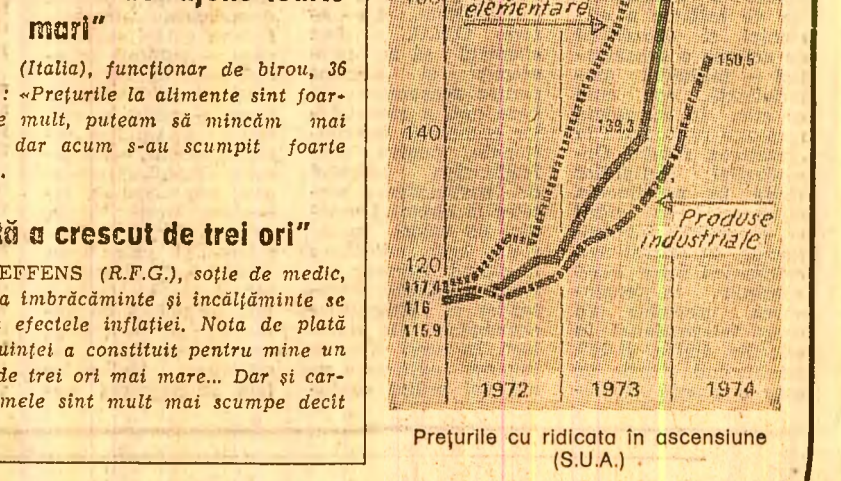 mari”
(Italia), funcționar de birou, 36
: «Prețurile la alimente sînt foar-
e mult, puteam să mîncăm mai
dar acum s-au scumpit foarte
.
tă a crescut de trei ori”
EFFENS (R.F.G.), soție de medic,
a îmbrăcăminte și încălțăminte se
efectele inflației. Nota de plată
uinței a constituit pentru mine un
de trei ori mai mare... Dar și car-
mele sînt mult mai scumpe decît
elementare
150,5
140
139,3
Produse
industriale
120
117,4
116
115,9
1972 1973 1974
Prețurile cu ridicata în ascensiune
(S.U.A.)